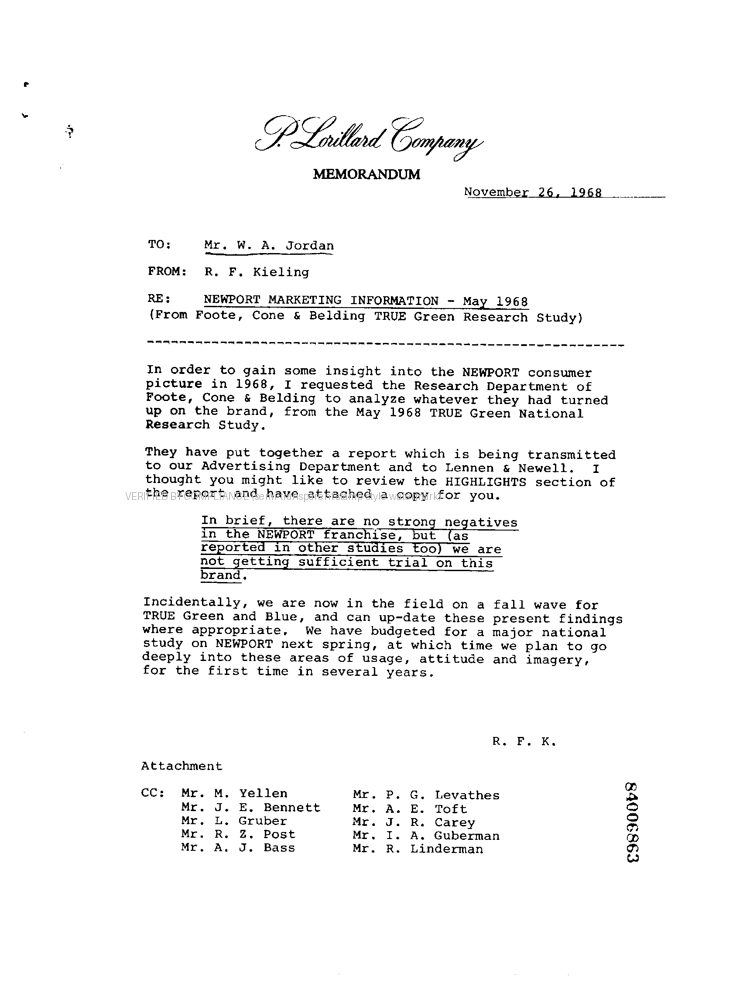 P. Lorillard Company
MEMORANDUM
November 26, 1968
TO: Mr. W. A. Jordan
FROM: R. F. Kieling
RE: NEWPORT MARKETING INFORMATION - May 1968
(From Foote, Cone & Belding TRUE Green Research Study)
-----------------------------------------------------------
In order to gain some insight into the NEWPORT consumer
picture in 1968, I requested the Research Department of
Foote, Cone & Belding to analyze whatever they had turned
up on the brand, from the May 1968 TRUE Green National
Research Study.
They have put together a report which is being transmitted
to our Advertising Department and to Lennen & Newell. I
thought you might like to review the HIGHLIGHTS section of
the report and have attached a copy for you.
In brief, there are no strong negatives
in the NEWPORT franchise, but (as
reported in other studies too) we are
not getting sufficient trial on this
brand.
Incidentally, we are now in the field on a fall wave for
TRUE Green and Blue, and can up-date these present findings
where appropriate. We have budgeted for a major national
study on NEWPORT next spring, at which time we plan to go
deeply into these areas of usage, attitude and imagery,
for the first time in several years.
R. F. K.
Attachment
CC: Mr. M. Yellen Mr. P. G. Levathes
Mr. J. E. Bennett Mr. A. E. Toft
Mr. L. Gruber Mr. J. R. Carey
Mr. R. Z. Post Mr. I. A. Guberman
Mr. A. J. Bass Mr. R. Linderman
84006863